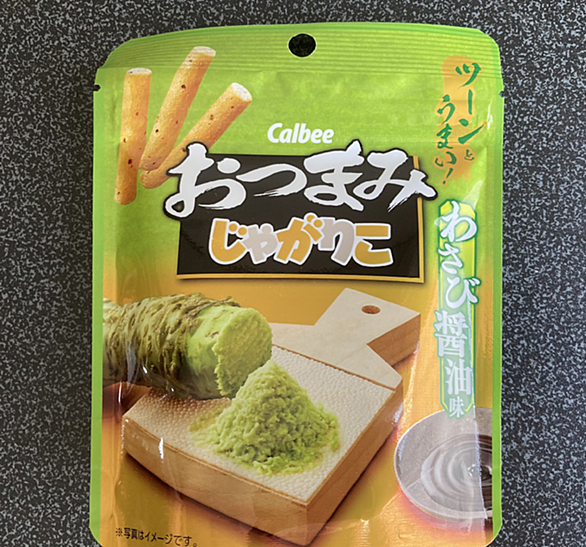 Calbee
おつまみ
じゃがりこ
ツーンと
うまい!
わさび醤油味
※写真はイメージです。